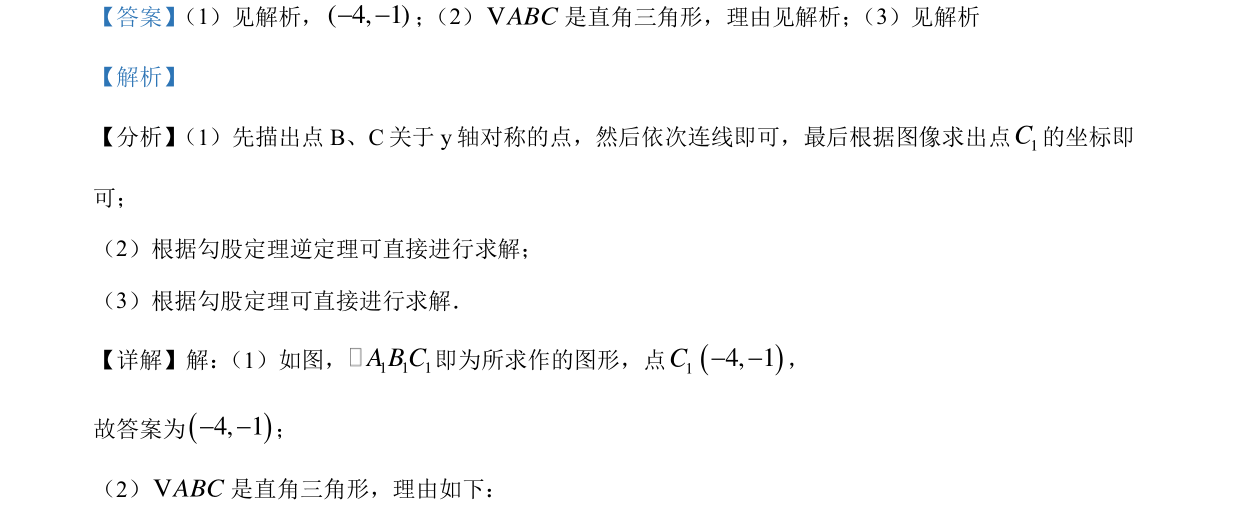 【答案】（1）见解析，(−4,−1)；（2）VABC 是直角三角形，理由见解析；（3）见解析
【解析】
【分析】（1）先描出点 B、C 关于 y 轴对称的点，然后依次连线即可，最后根据图像求出点 C₁ 的坐标即
可；
（2）根据勾股定理逆定理可直接进行求解；
（3）根据勾股定理可直接进行求解．
【详解】解：（1）如图，□A₁B₁C₁即为所求作的图形，点 C₁ (−4,−1)，
故答案为(−4,−1)；
（2）VABC 是直角三角形，理由如下：